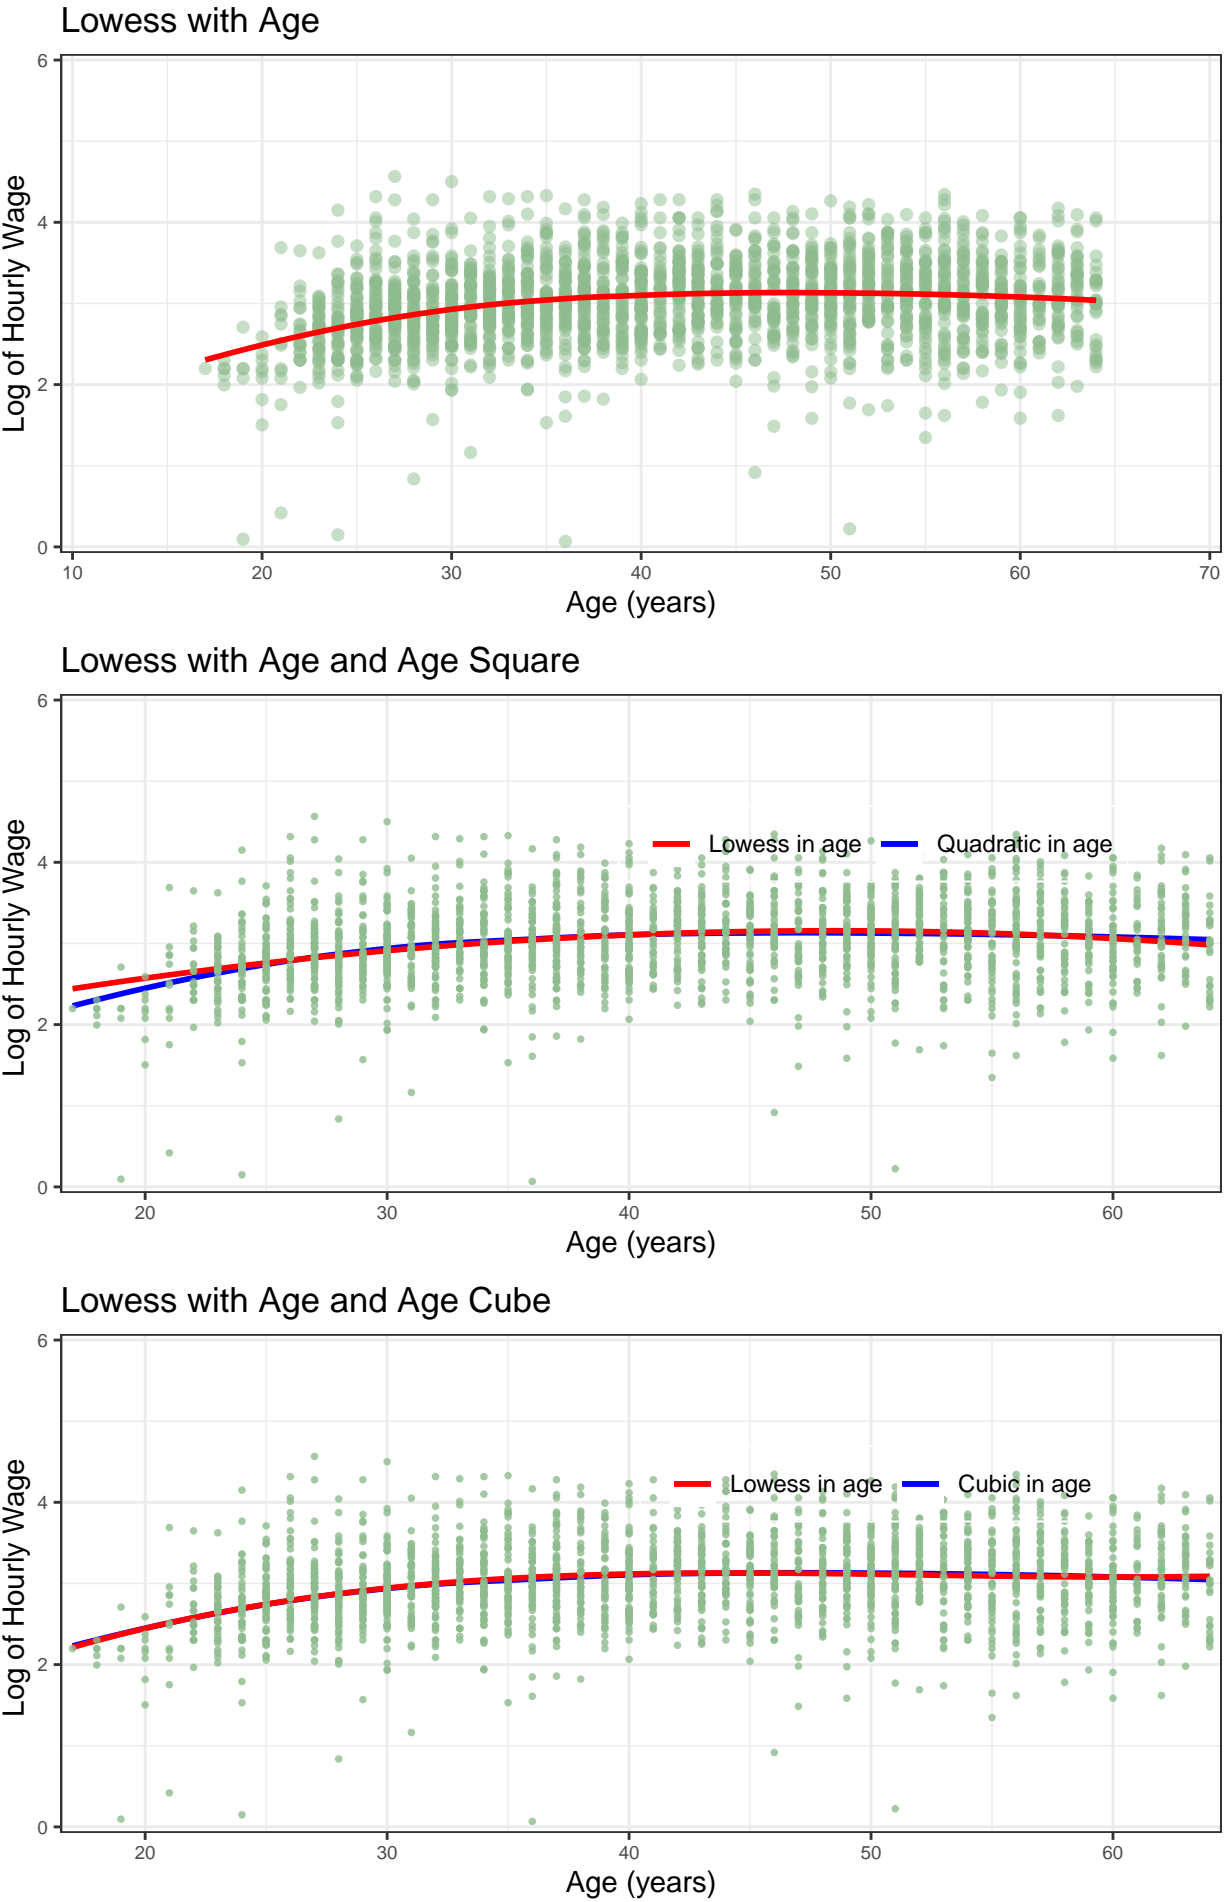 Lowess with Age
6
4
2
0
Log of Hourly Wage
10 20 30 40 50 60 70
Age (years)
Lowess with Age and Age Square
6
4
2
0
Log of Hourly Wage
Lowess in age Quadratic in age
20 30 40 50 60
Age (years)
Lowess with Age and Age Cube
6
4
2
0
Log of Hourly Wage
Lowess in age Cubic in age
20 30 40 50 60
Age (years)